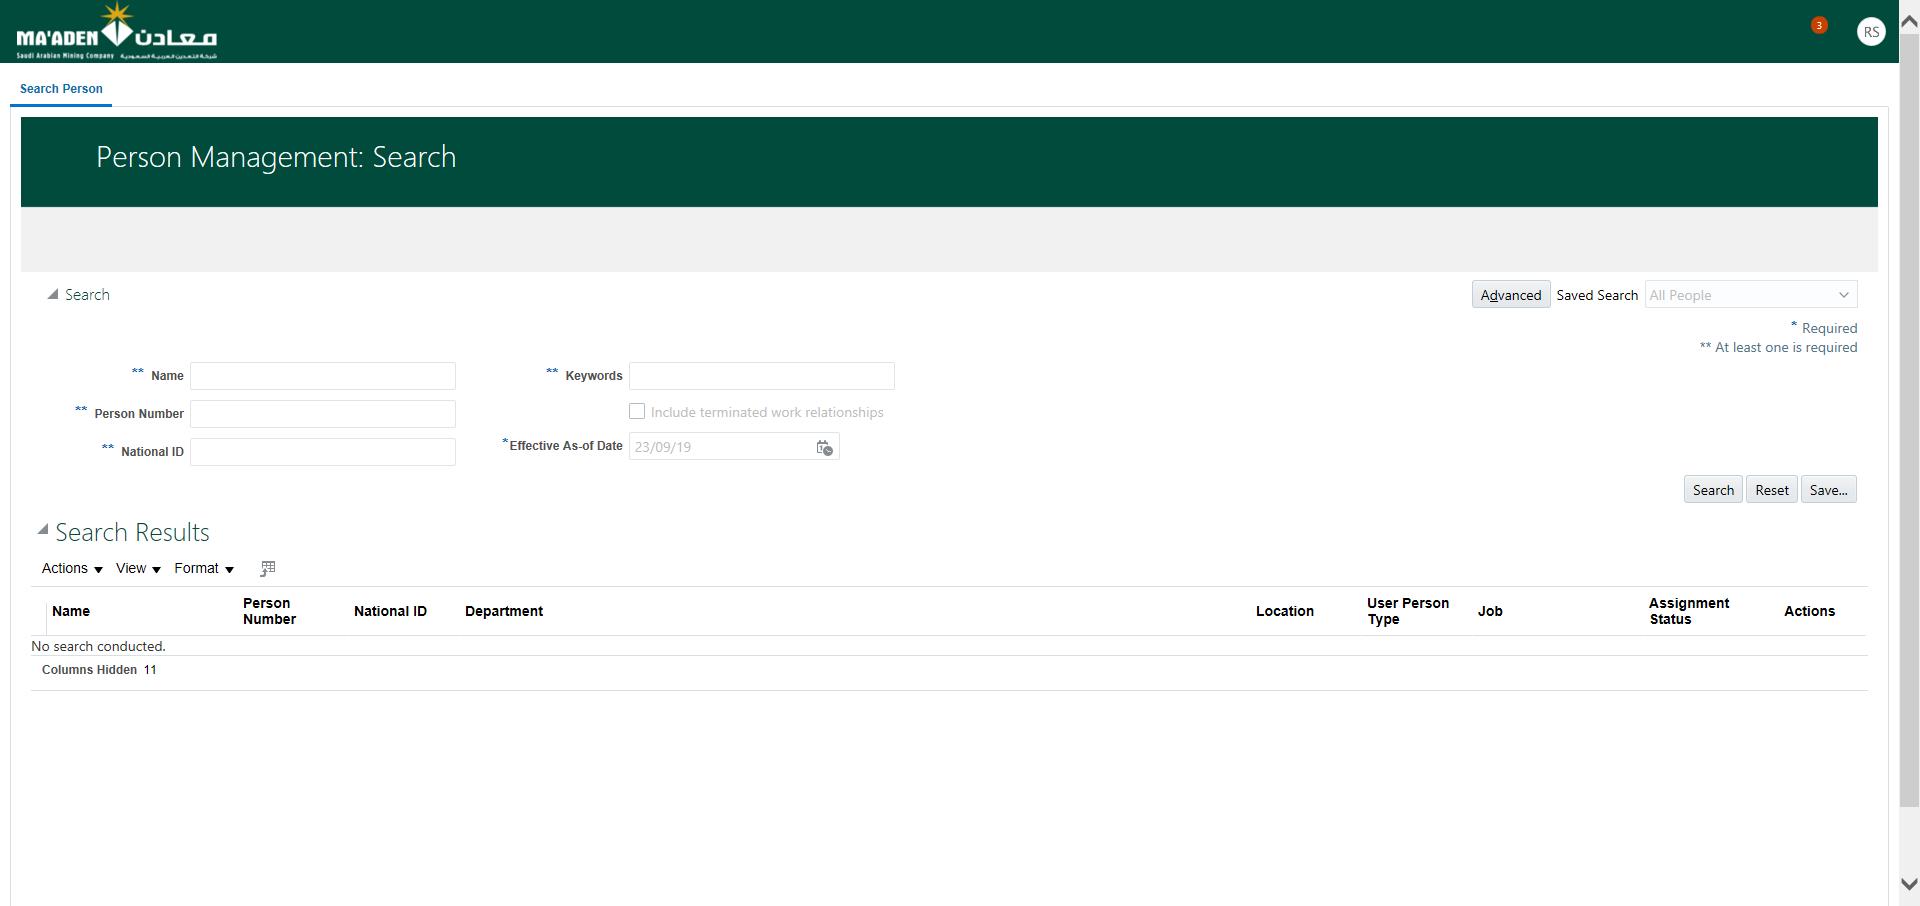 MA'ADEN معادن
Saudi Arabian Mining Company شركة التعدين العربية السعودية
3
RS
Search Person
Person Management: Search
Search
Advanced Saved Search All People
* Required
** At least one is required
** Name
** Keywords
** Person Number
Include terminated work relationships
** National ID
*Effective As-of Date 23/09/19
Search Reset Save...
Search Results
Actions View Format
Name Person Number National ID Department Location User Person Type Job Assignment Status Actions
No search conducted.
Columns Hidden 11